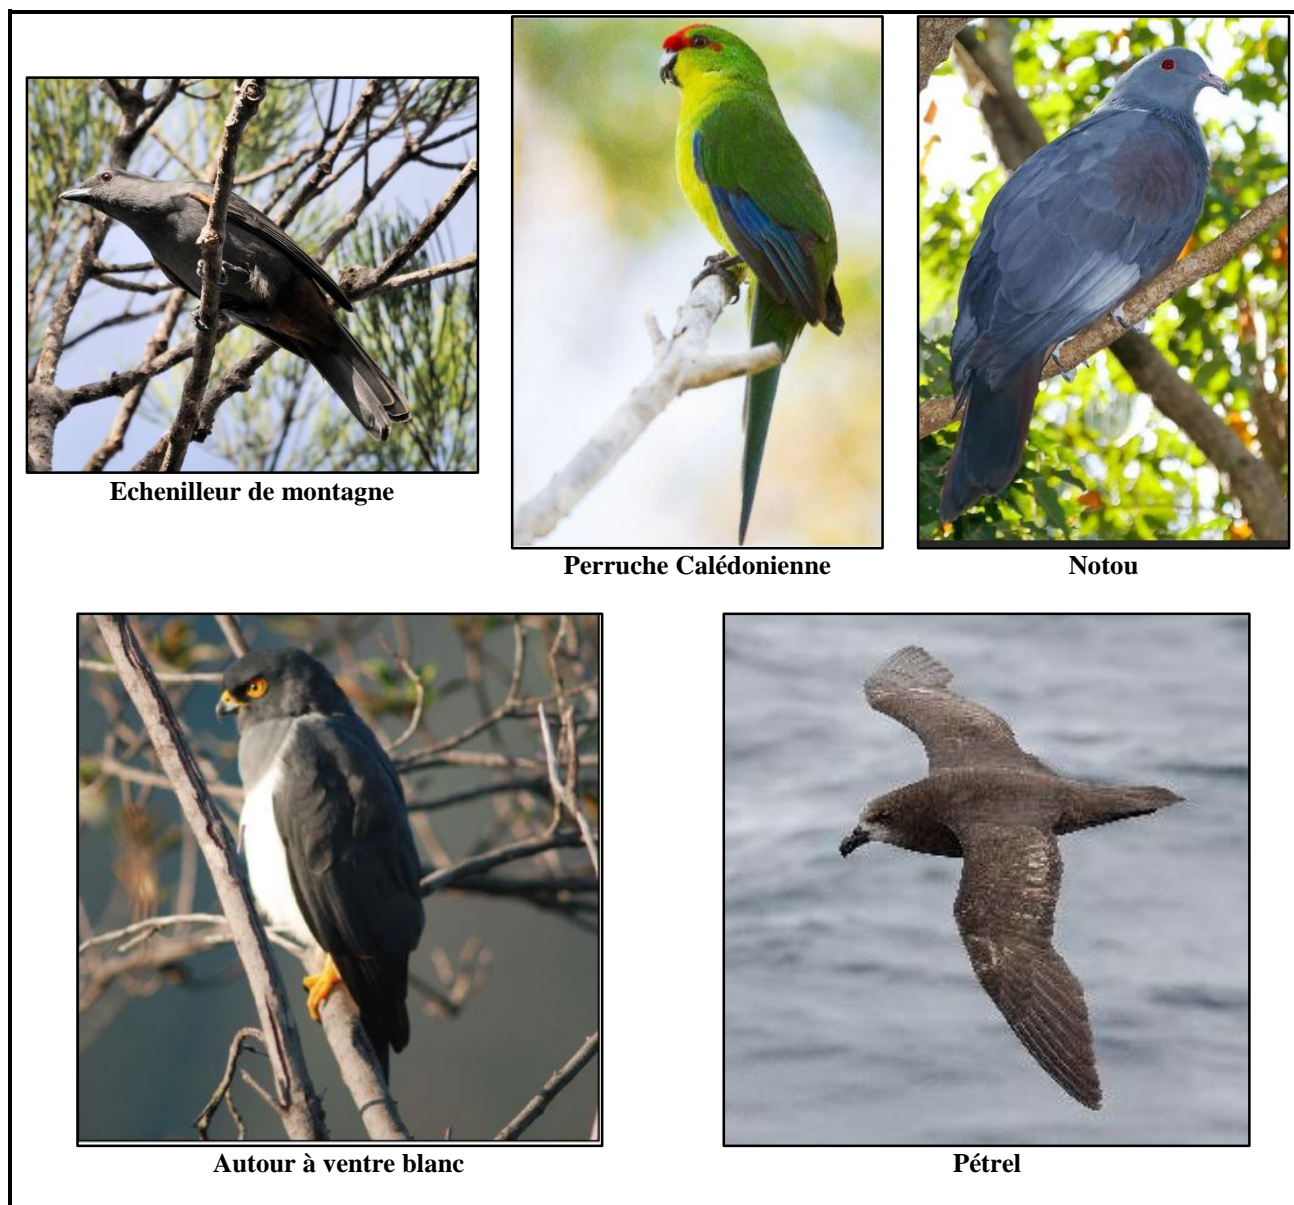 Echenilleur de montagne
Perruche Calédonienne
Notou
Autour à ventre blanc
Pétrel